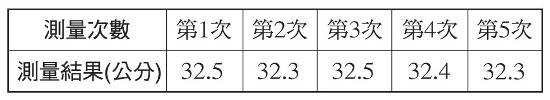 測量次數 第1次 第2次 第3次 第4次 第5次
測量結果(公分) 32.5 32.3 32.5 32.4 32.3